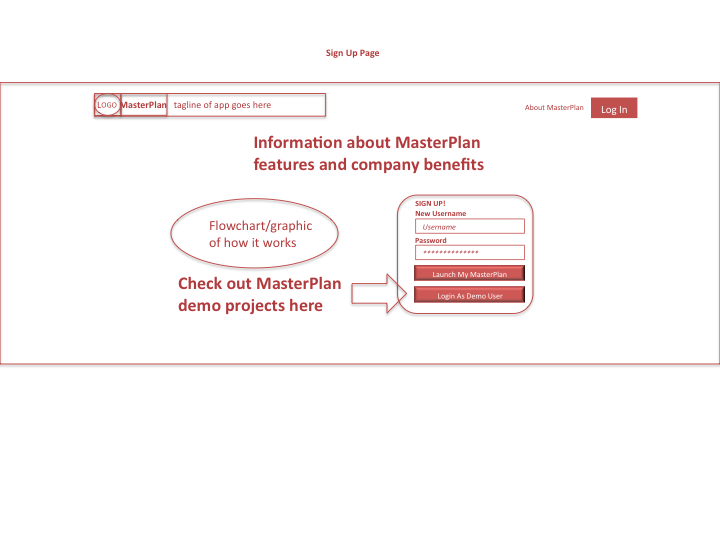 Sign Up Page
LOGO MasterPlan tagline of app goes here
About MasterPlan
Log In
Information about MasterPlan
features and company benefits
Flowchart/graphic
of how it works
Check out MasterPlan
demo projects here
SIGN UP!
New Username
Username
Password
**************
Launch My MasterPlan
Login As Demo User